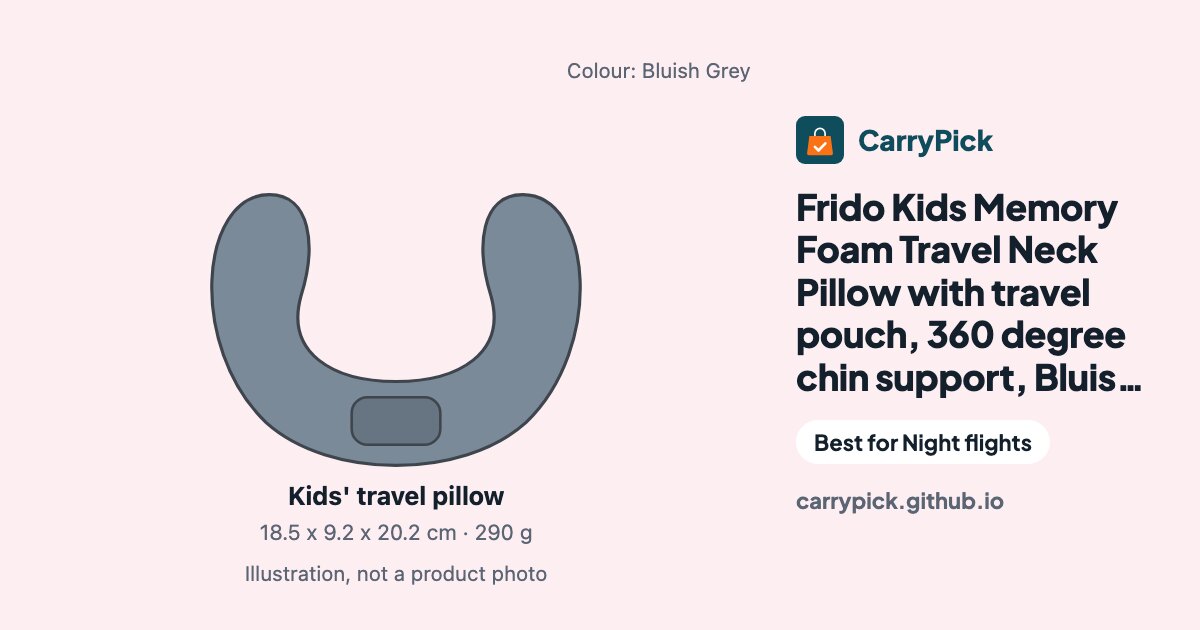 Colour: Bluish Grey
CarryPick
Frido Kids Memory
Foam Travel Neck
Pillow with travel
pouch, 360 degree
chin support, Bluis...
Best for Night flights
carrypick.github.io
Kids' travel pillow
18.5 x 9.2 x 20.2 cm · 290 g
Illustration, not a product photo